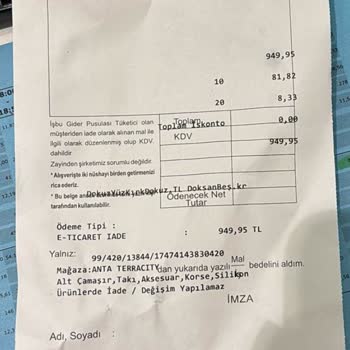 949,95
10 81,82
20 8,33
Toplam
Toplam Iskonto 0,00
KDV
949,95
İşbu Gider Pusulası Tüketici olan
müşteriden iade olarak alınan mal ile
ilgili olarak düzenlenmiş olup KDV.
dahildir.
Zayinden şirketimiz sorumlu değildir.
* Alışverişte iki nüshayı birden getirmenizi
rica ederiz.
DokuzYüzKırkDokuz,TL DoksanBeş.kr
* Bu belge
tarafından kullanılabilir.
Ödenecek Net
Tutar
Ödeme Tipi :
E-TICARET IADE : 949,95 TL
Yalnız: 99/420/13844/17474143830420
Mağaza:ANTA TERRACITY dan yukarıda yazılı Mal bedelini aldım.
Alt Çamaşır,Takı,Aksesuar,Korse,Silikon
Ürünlerde İade / Değişim Yapılamaz
İMZA
Adı, Soyadı :